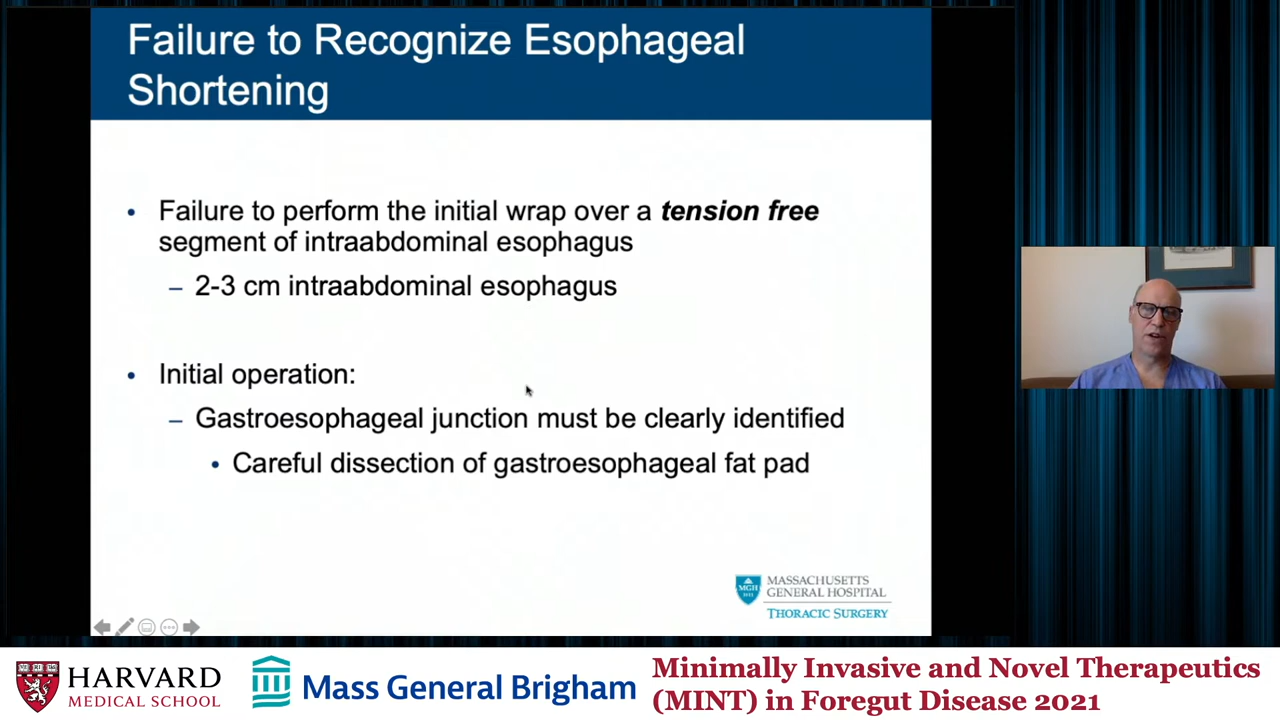 Failure to Recognize Esophageal
Shortening
• Failure to perform the initial wrap over a tension free
segment of intraabdominal esophagus
– 2-3 cm intraabdominal esophagus
• Initial operation:
– Gastroesophageal junction must be clearly identified
• Careful dissection of gastroesophageal fat pad
MGH
1811
MASSACHUSETTS
GENERAL HOSPITAL
THORACIC SURGERY
HARVARD
MEDICAL SCHOOL
Mass General Brigham
Minimally Invasive and Novel Therapeutics
(MINT) in Foregut Disease 2021